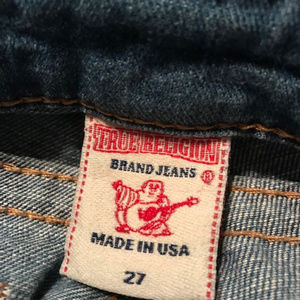 TRUE RELIGION
BRAND JEANS ®
MADE IN USA
27